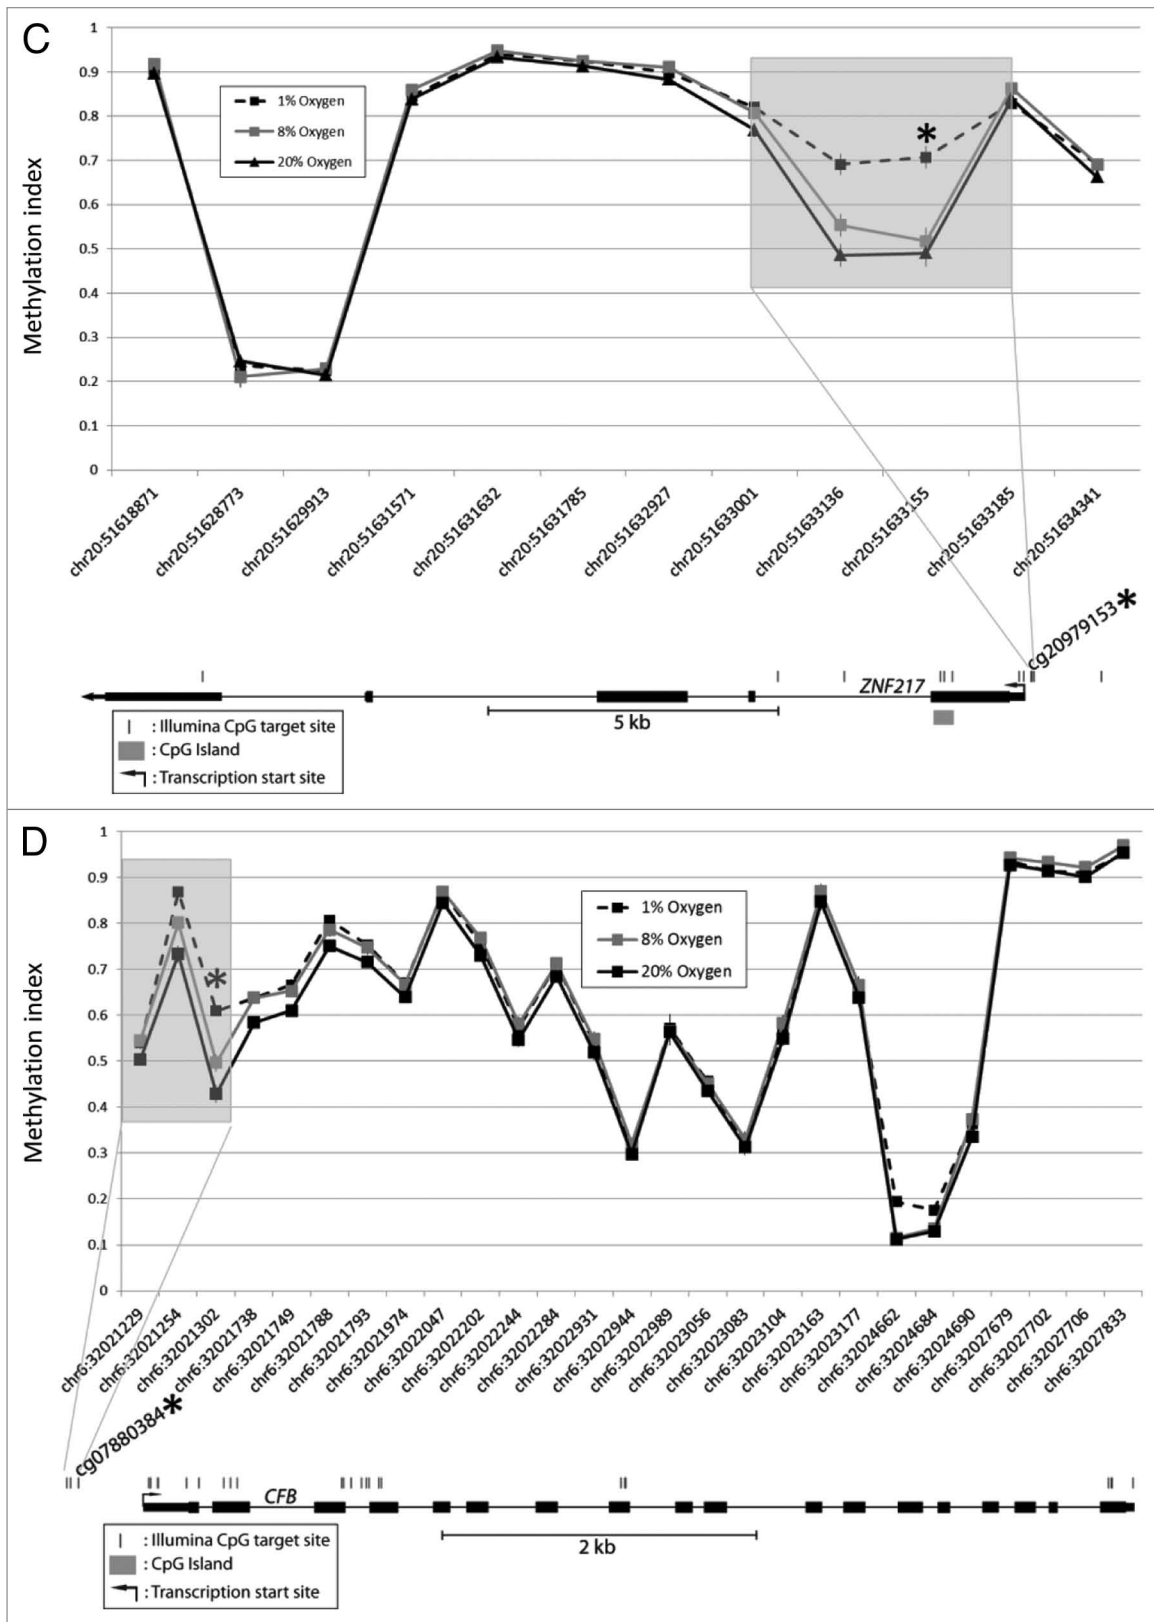 C
1
0.9
0.8
0.7
0.6
0.5
0.4
0.3
0.2
0.1
0
Methylation index
1% Oxygen
8% Oxygen
20% Oxygen
*
chr20:51618871
chr20:51628773
chr20:51629913
chr20:51631571
chr20:51631632
chr20:51631785
chr20:51632927
chr20:51633001
chr20:51633136
chr20:51633155
chr20:51633185
chr20:51634341
cg20979153*
ZNF217
5 kb
| : Illumina CpG target site
: CpG Island
: Transcription start site
D
1
0.9
0.8
0.7
0.6
0.5
0.4
0.3
0.2
0.1
0
Methylation index
1% Oxygen
8% Oxygen
20% Oxygen
*
chr6:32021229
chr6:32021254
chr6:32021302
chr6:32021738
chr6:32021749
chr6:32021788
chr6:32021793
chr6:32021974
chr6:32022047
chr6:32022202
chr6:32022244
chr6:32022284
chr6:32022931
chr6:32022944
chr6:32022989
chr6:32023056
chr6:32023083
chr6:32023104
chr6:32023163
chr6:32023177
chr6:32024662
chr6:32024684
chr6:32024690
chr6:32027679
chr6:32027702
chr6:32027706
chr6:32027833
cg07880384*
CFB
2 kb
| : Illumina CpG target site
: CpG Island
: Transcription start site